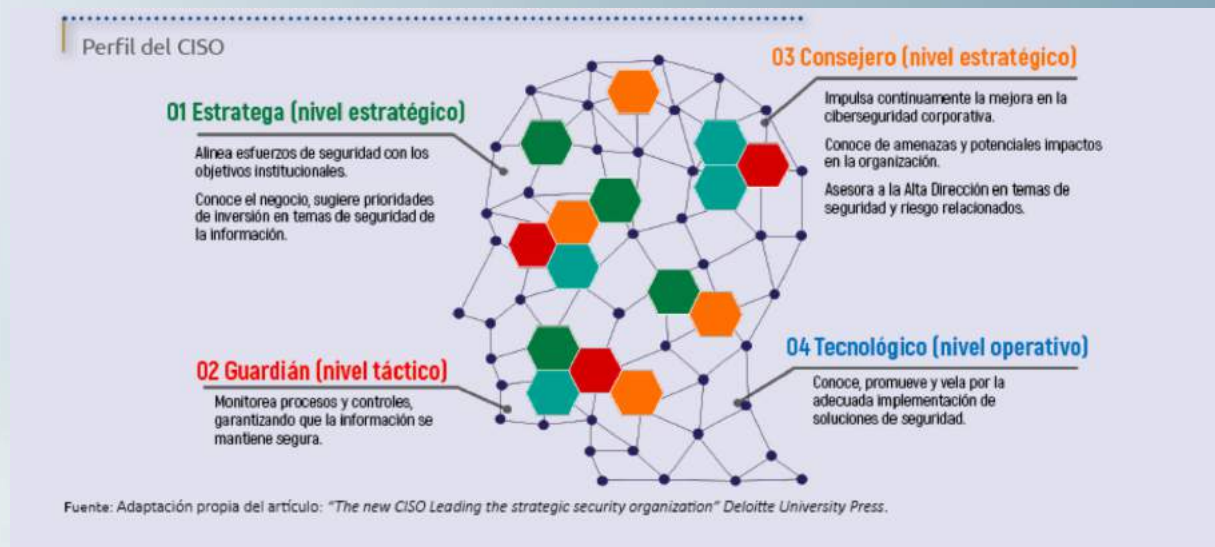 Perfil del CISO
01 Estratega (nivel estratégico)
Alinea esfuerzos de seguridad con los
objetivos institucionales.
Conoce el negocio, sugiere prioridades
de inversión en temas de seguridad de
la información.
02 Guardián (nivel táctico)
Monitorea procesos y controles,
garantizando que la información se
mantiene segura.
03 Consejero (nivel estratégico)
Impulsa continuamente la mejora en la
ciberseguridad corporativa.
Conoce de amenazas y potenciales impactos
en la organización.
Asesora a la Alta Dirección en temas de
seguridad y riesgo relacionados.
04 Tecnológico (nivel operativo)
Conoce, promueve y vela por la
adecuada implementación de
soluciones de seguridad.
Fuente: Adaptación propia del artículo: "The new CISO Leading the strategic security organization" Deloitte University Press.